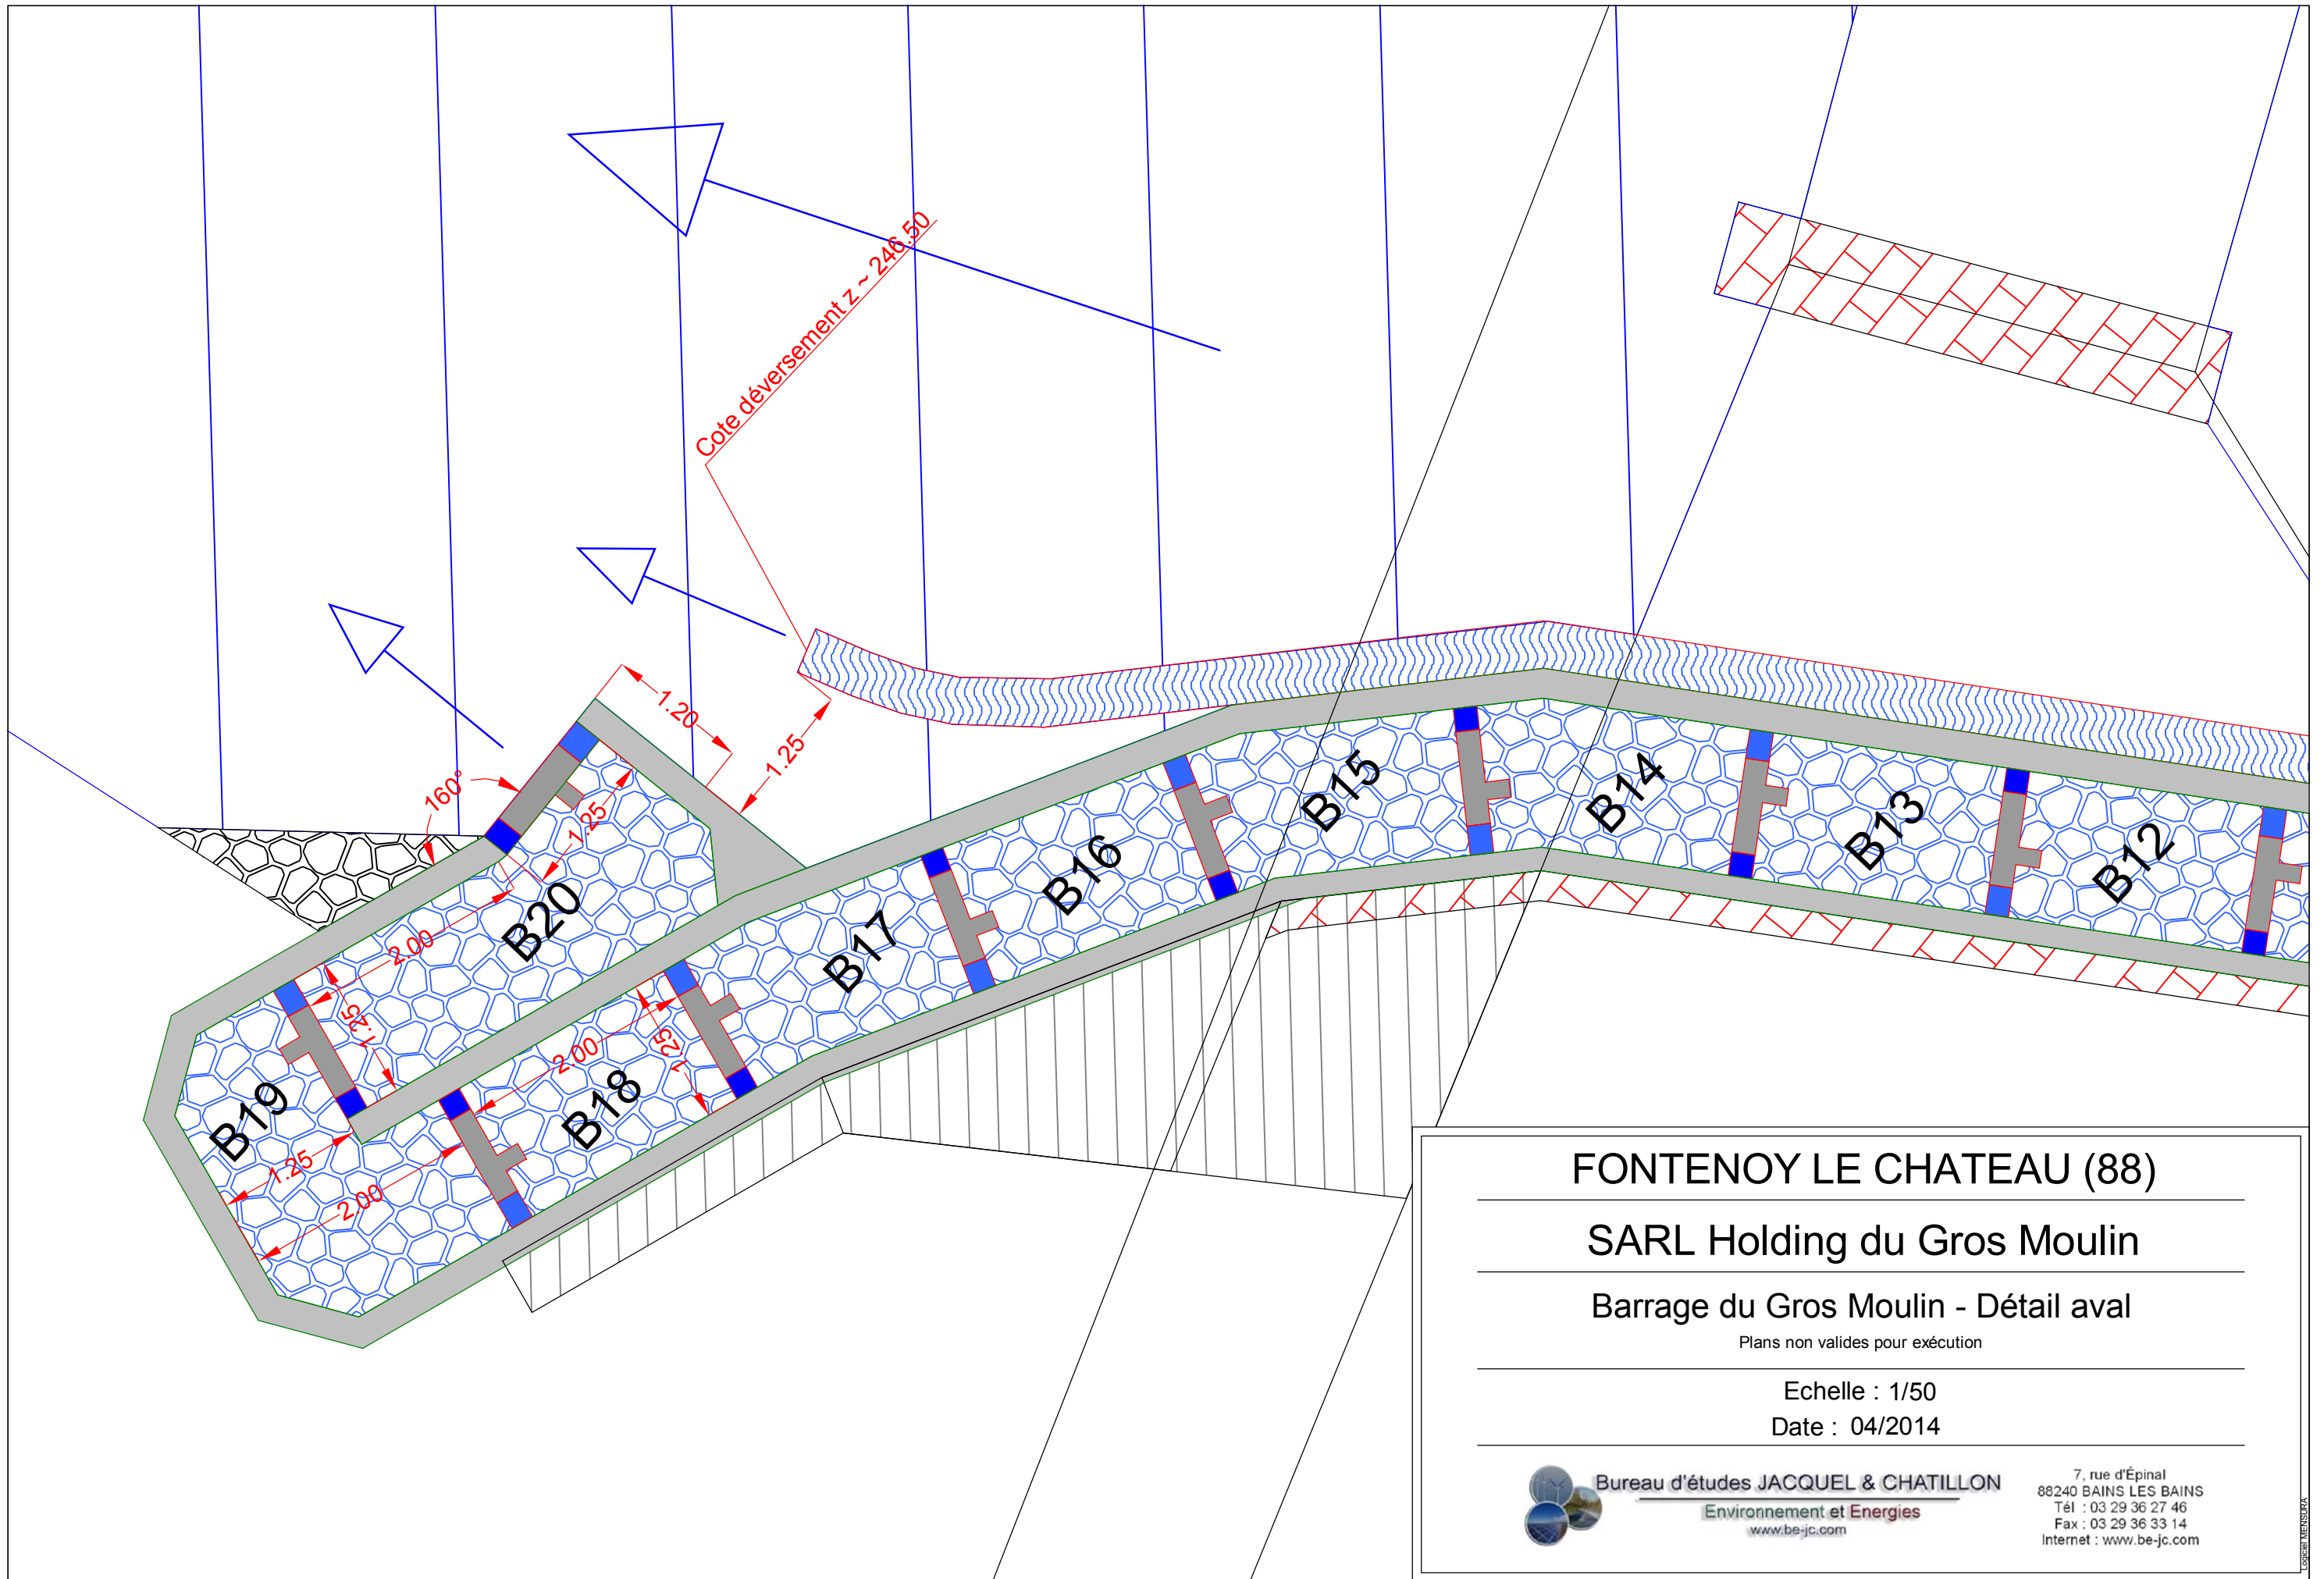 Cote déversement z ~ 246.50
1.20
1.25
160°
1.25
2.00
B20
1.25
B19
1.25
2.00
2.00
B18
1.25
B17
B16
B15
B14
B13
B12
FONTENOY LE CHATEAU (88)
SARL Holding du Gros Moulin
Barrage du Gros Moulin - Détail aval
Plans non valides pour exécution
Echelle : 1/50
Date : 04/2014
Bureau d'études JACQUEL & CHATILLON
Environnement et Energies
www.be-jc.com
7, rue d'Épinal
88240 BAINS LES BAINS
Tél : 03 29 36 27 46
Fax : 03 29 36 33 14
Internet : www.be-jc.com
Logiciel MENSURA